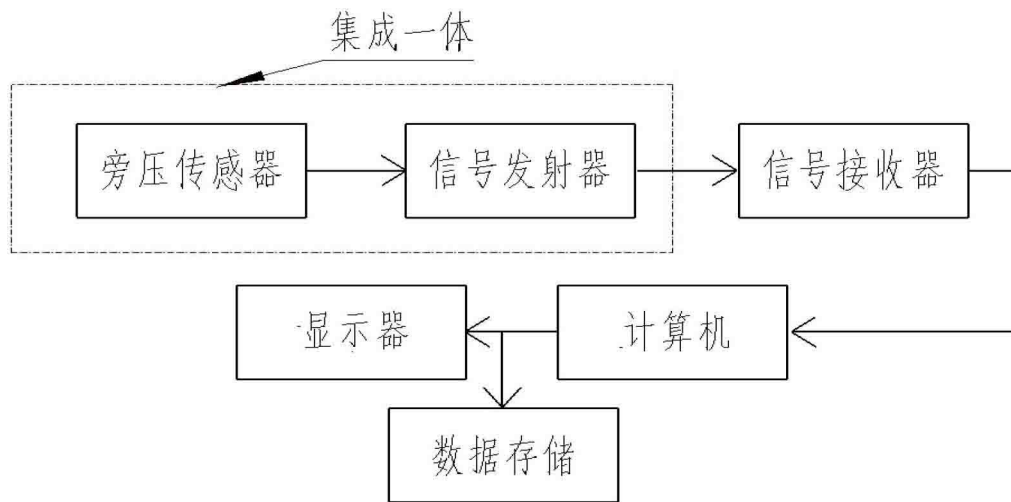 集成一体
旁压传感器
信号发射器
信号接收器
显示器
计算机
数据存储